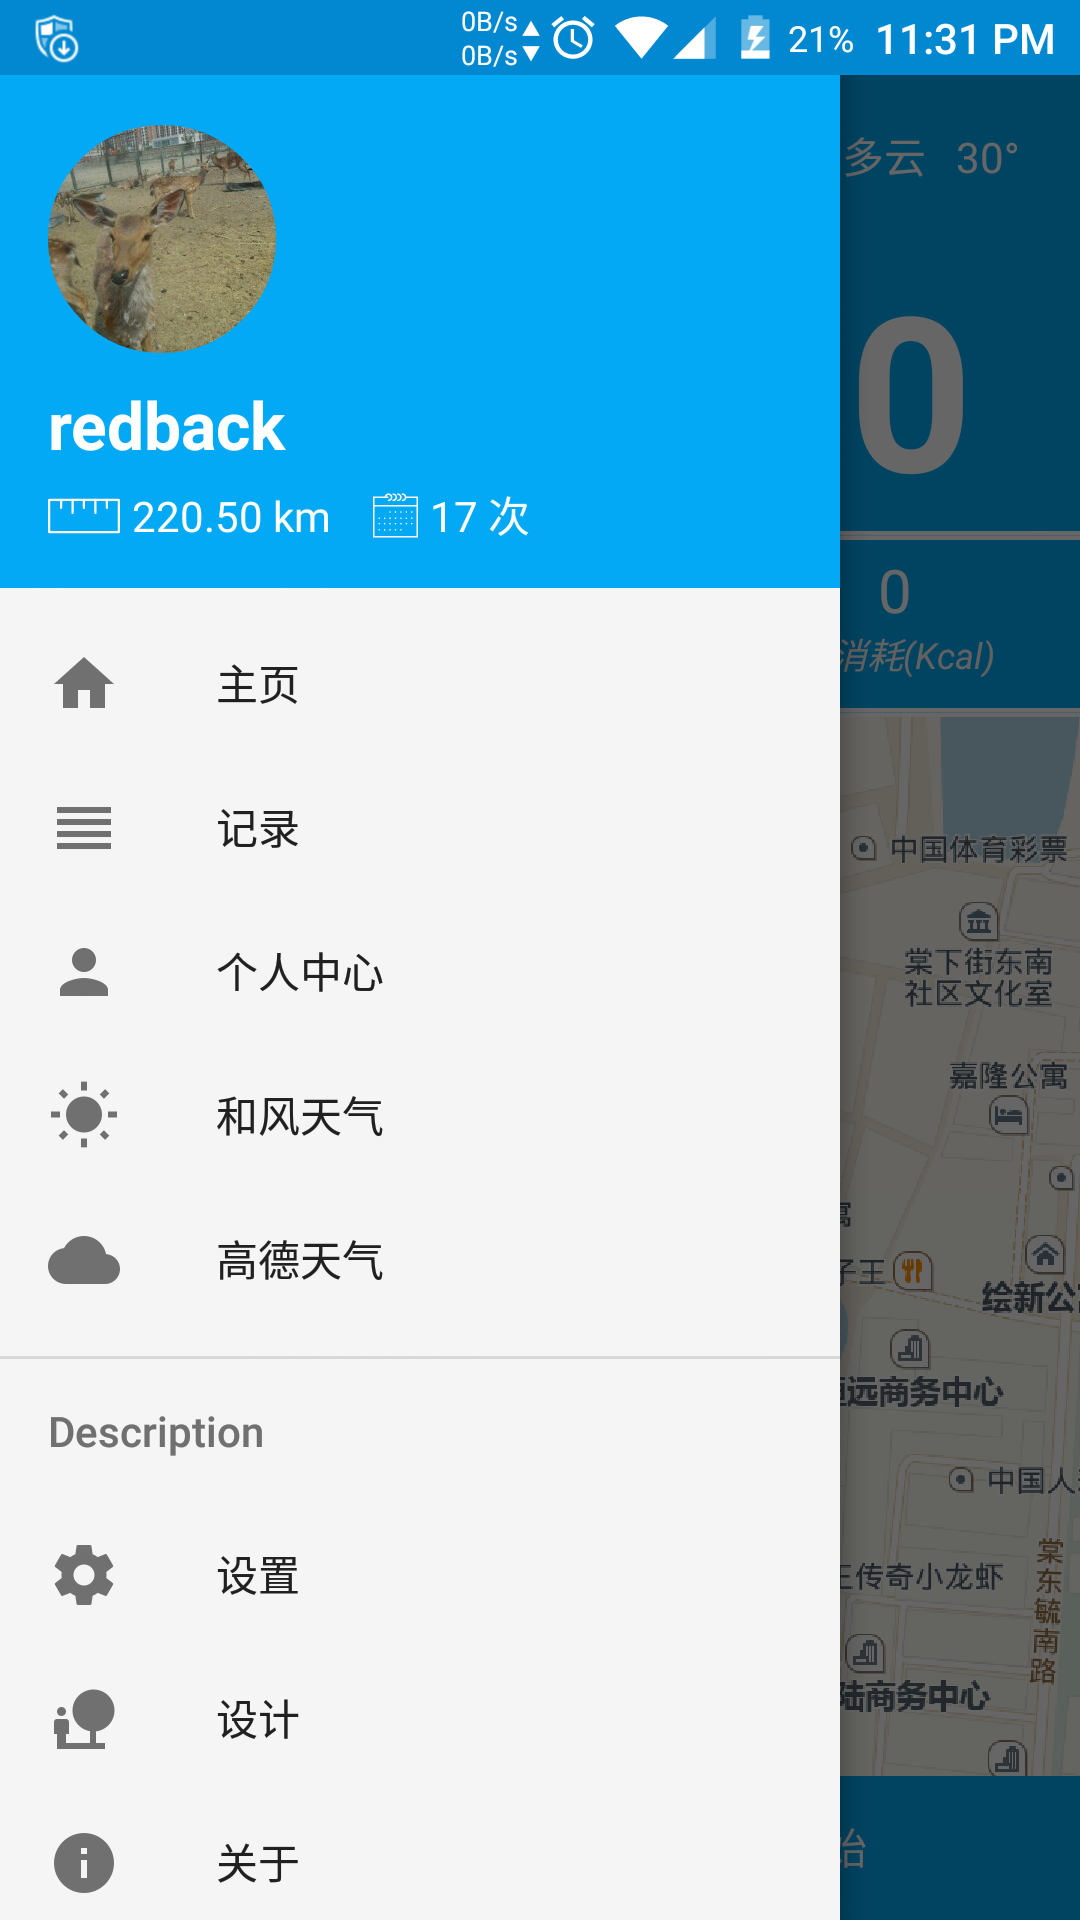 0B/s
0B/s
21%
11:31 PM
多云 30°
0
redback
220.50 km
17 次
0
消耗(Kcal)
主页
记录
个人中心
和风天气
高德天气
Description
设置
设计
关于
中国体育彩票
棠下街东南
社区文化室
嘉隆公寓
寓
子王
绘新公
远商务中心
中国人
王传奇小龙虾
棠东毓南路
陆商务中心
始